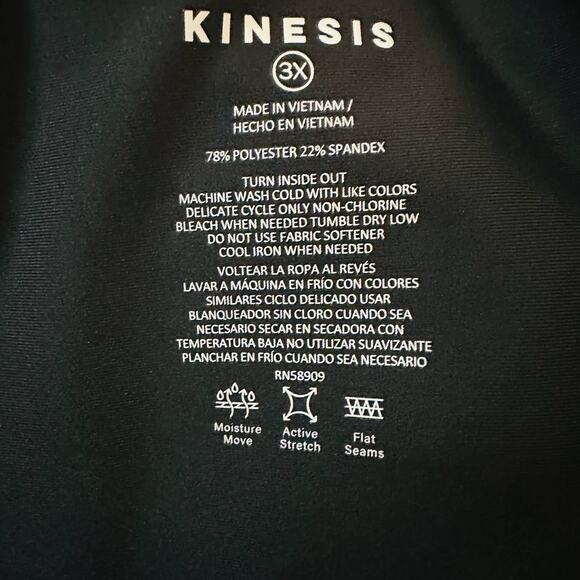 KINESIS
3X
MADE IN VIETNAM /
HECHO EN VIETNAM
78% POLYESTER 22% SPANDEX
TURN INSIDE OUT
MACHINE WASH COLD WITH LIKE COLORS
DELICATE CYCLE ONLY NON-CHLORINE
BLEACH WHEN NEEDED TUMBLE DRY LOW
DO NOT USE FABRIC SOFTENER
COOL IRON WHEN NEEDED
VOLTEAR LA ROPA AL REVÉS
LAVAR A MÁQUINA EN FRÍO CON COLORES
SIMILARES CICLO DELICADO USAR
BLANQUEADOR SIN CLORO CUANDO SEA
NECESARIO SECAR EN SECADORA CON
TEMPERATURA BAJA NO UTILIZAR SUAVIZANTE
PLANCHAR EN FRÍO CUANDO SEA NECESARIO
RN58909
Moisture
Move
Active
Stretch
Flat
Seams